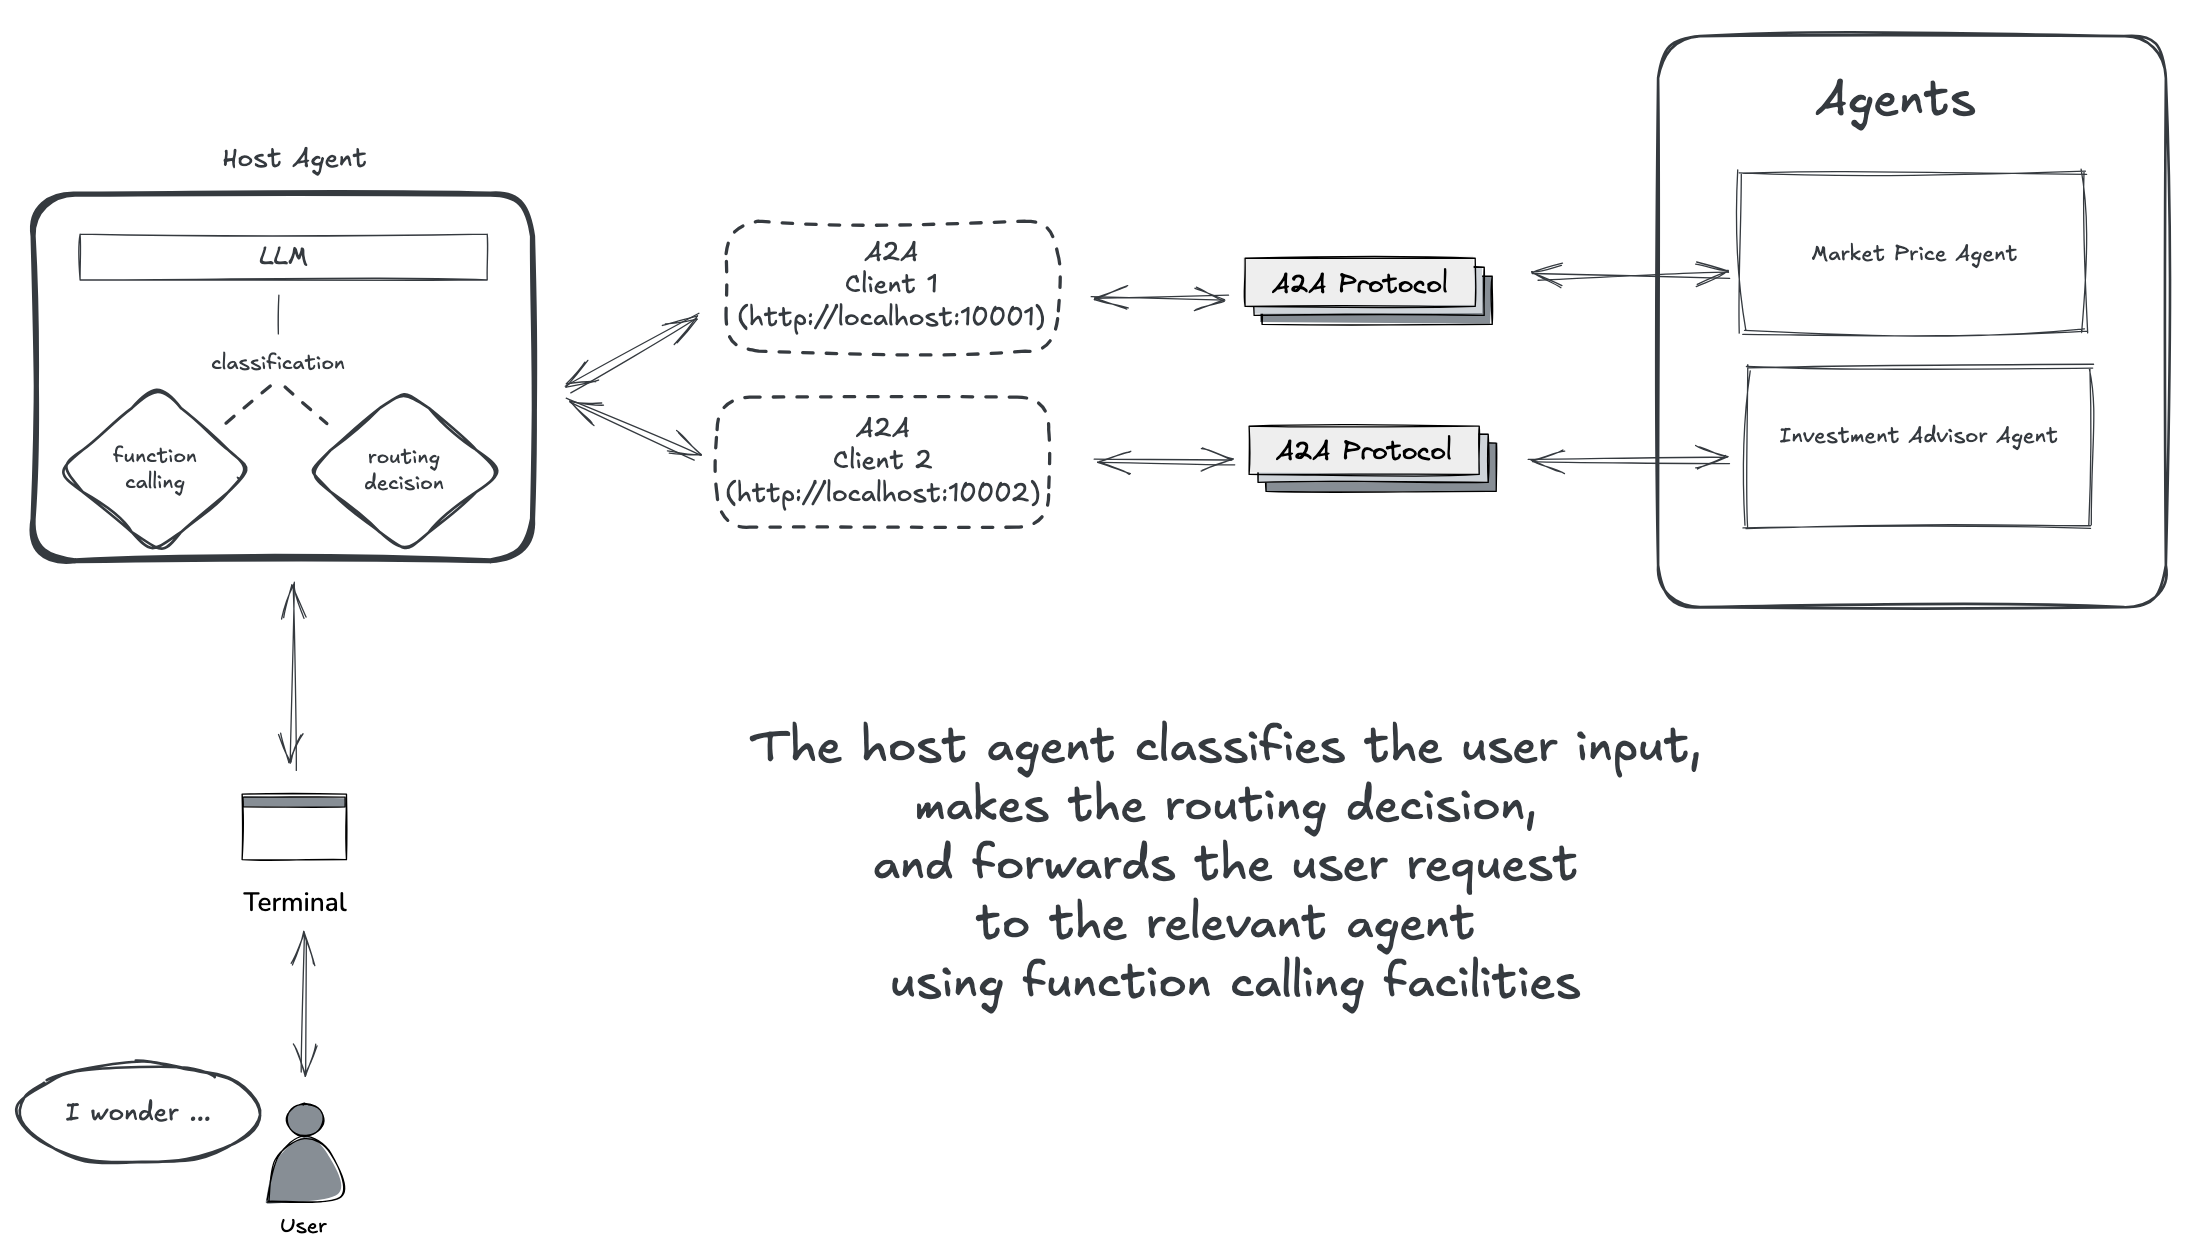 Host Agent
LLM
classification
function
calling
routing
decision
A2A
Client 1
(http://localhost:10001)
A2A
Client 2
(http://localhost:10002)
A2A Protocol
A2A Protocol
Agents
Market Price Agent
Investment Advisor Agent
The host agent classifies the user input,
makes the routing decision,
and forwards the user request
to the relevant agent
using function calling facilities
Terminal
I wonder ...
User